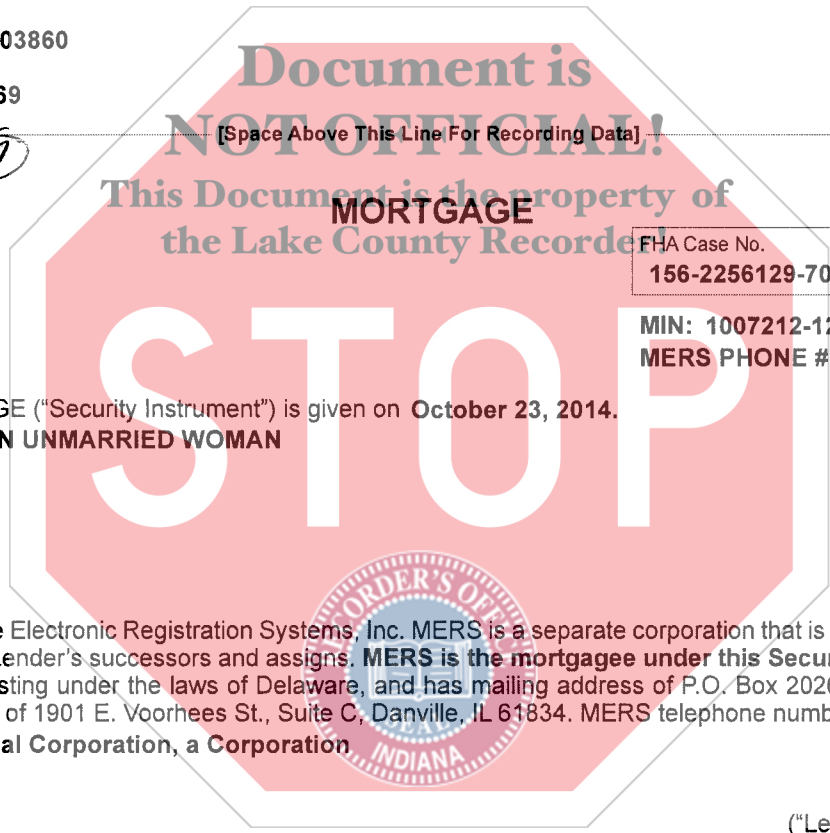 03860
69
Document is
NOT OFFICIAL!
[Space Above This Line For Recording Data]
This Document is the property of
the Lake County Recorder!
MORTGAGE
FHA Case No.
156-2256129-70
MIN: 1007212-12
MERS PHONE #
GE (“Security Instrument”) is given on October 23, 2014.
N UNMARRIED WOMAN
STOP
e Electronic Registration Systems, Inc. MERS is a separate corporation that is
ender's successors and assigns. MERS is the mortgagee under this Secur
sting under the laws of Delaware, and has mailing address of P.O. Box 2026
of 1901 E. Voorhees St., Suite C, Danville, IL 61834. MERS telephone numb
al Corporation, a Corporation
(“Le
ORDER'S OFF
SEAL
INDIANA